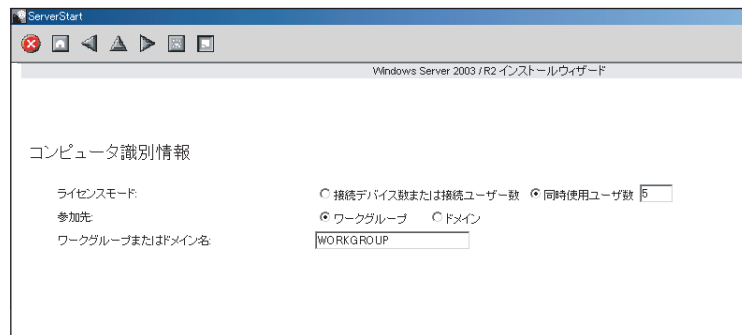 ServerStart
Windows Server 2003 / R2 インストールウィザード
コンピュータ識別情報
ライセンスモード: 接続デバイス数または接続ユーザー数 同時使用ユーザ数 5
参加先: ワークグループ ドメイン
ワークグループまたはドメイン名: WORKGROUP